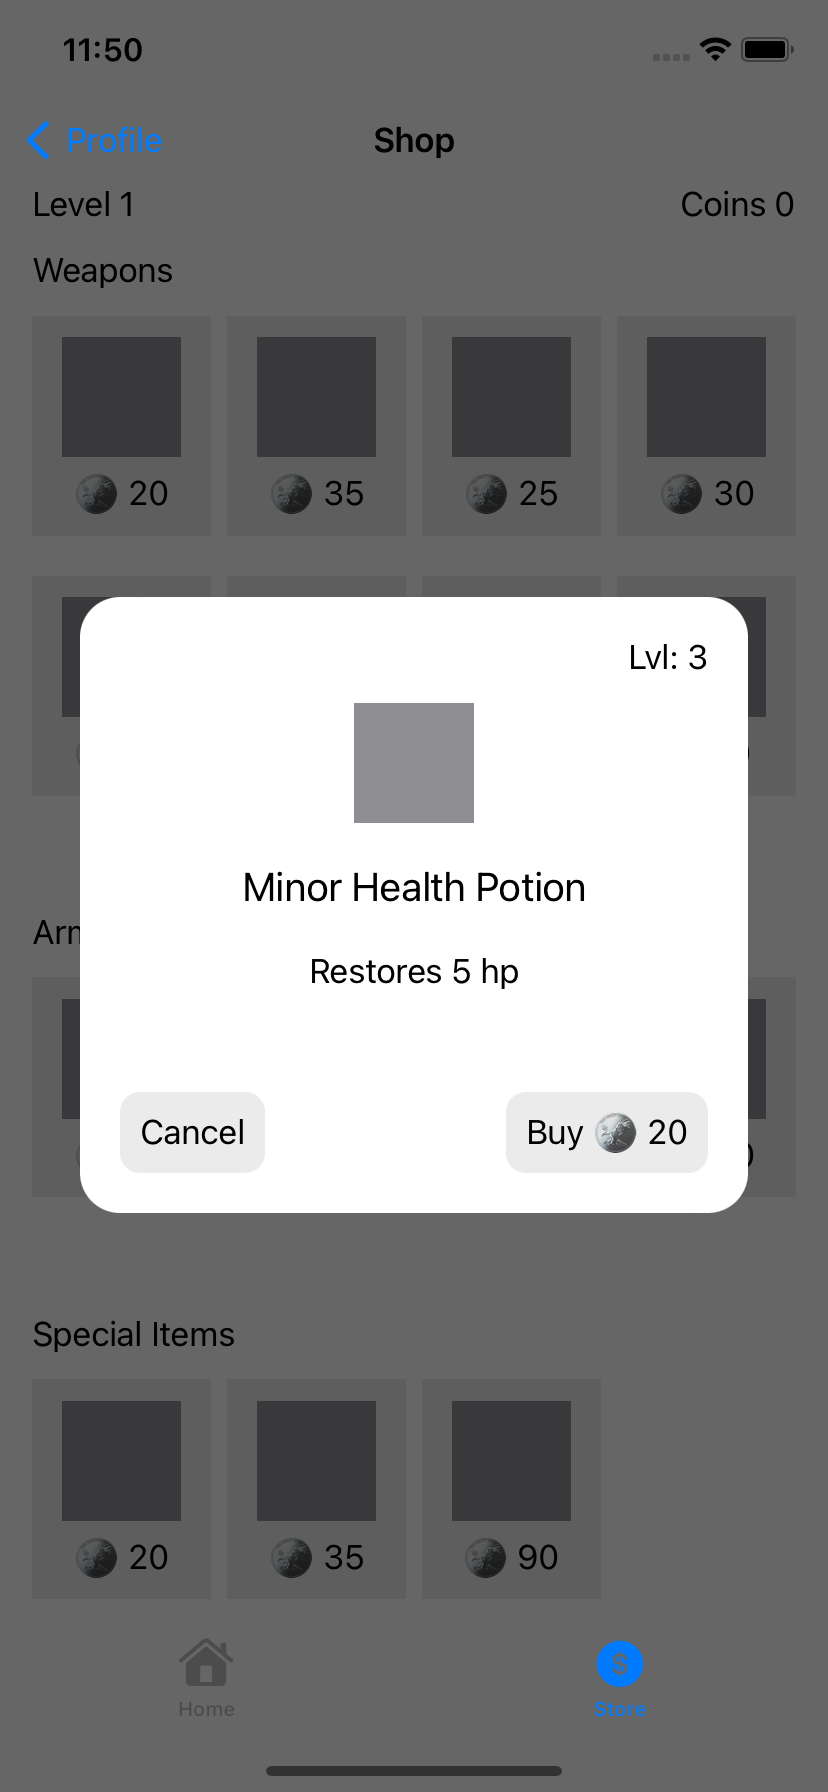 11:50
Profile
Shop
Level 1
Coins 0
Weapons
20
35
25
30
Lvl: 3
Minor Health Potion
Restores 5 hp
Cancel
Buy 20
Special Items
20
35
90
Home
Store